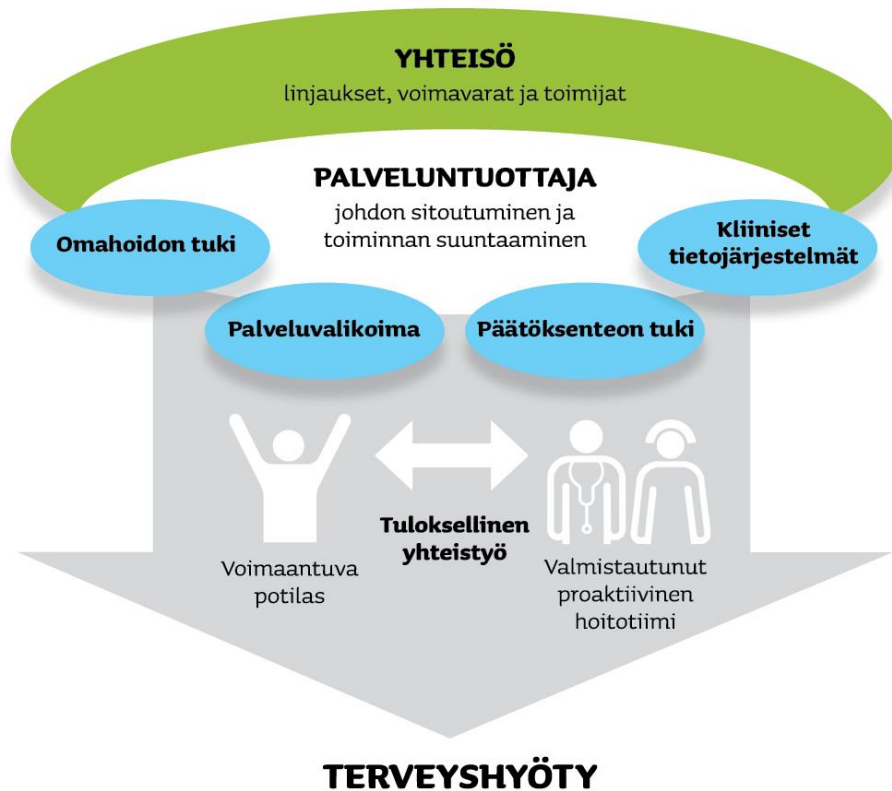 YHTEISÖ
linjaukset, voimavarat ja toimijat
PALVELUNTUOTTAJA
johdon sitoutuminen ja
toiminnan suuntaaminen
Omahoidon tuki
Kliiniset
tietojärjestelmät
Palveluvalikoima
Päätöksenteon tuki
Tuloksellinen
yhteistyö
Voimaantuva
potilas
Valmistautunut
proaktiivinen
hoitotiimi
TERVEYSHYÖTY